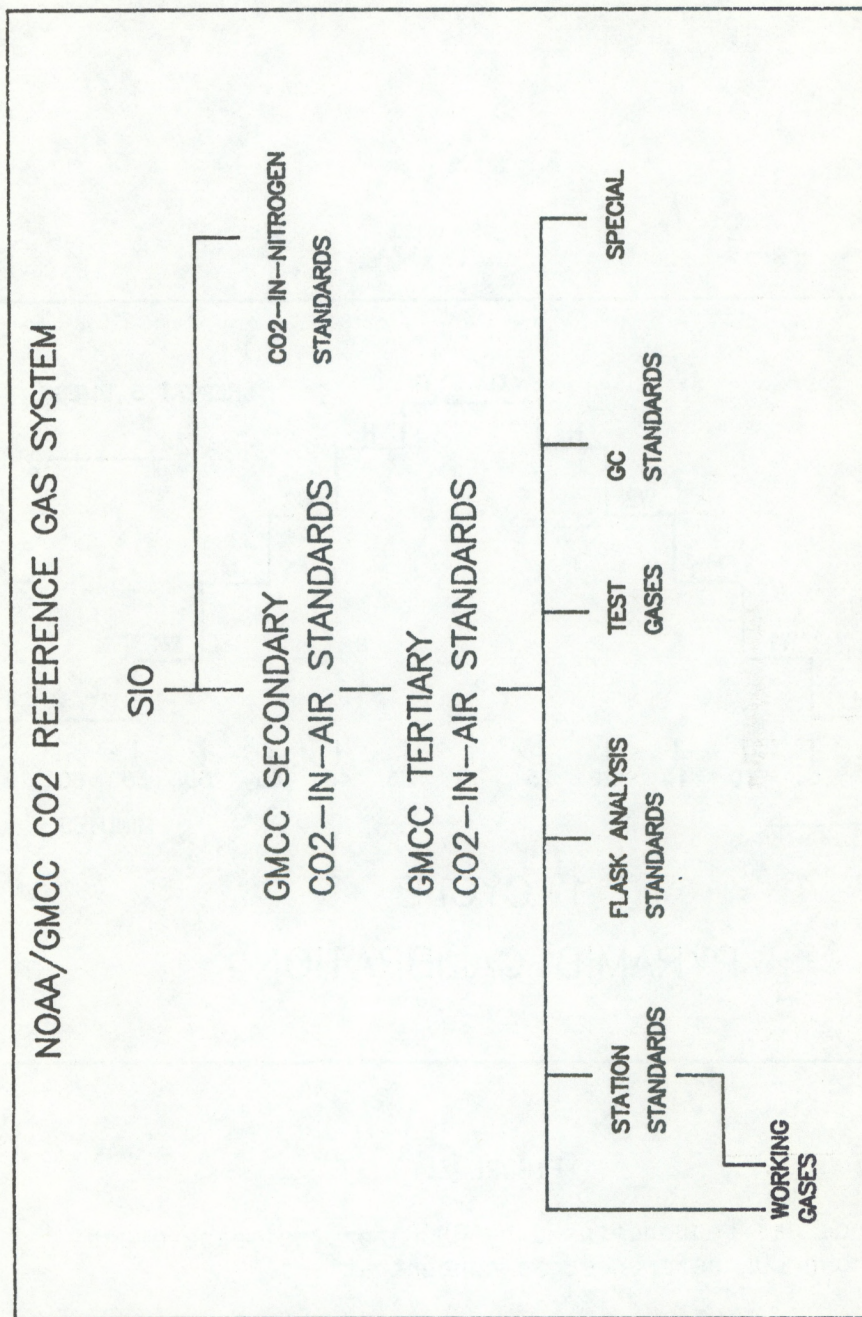 NOAA/GMCC CO2 REFERENCE GAS SYSTEM
SIO
GMCC SECONDARY
CO2-IN-AIR STANDARDS
CO2-IN-NITROGEN
STANDARDS
GMCC TERTIARY
CO2-IN-AIR STANDARDS
STATION
STANDARDS
FLASK ANALYSIS
STANDARDS
TEST
GASES
GC
STANDARDS
SPECIAL
WORKING
GASES